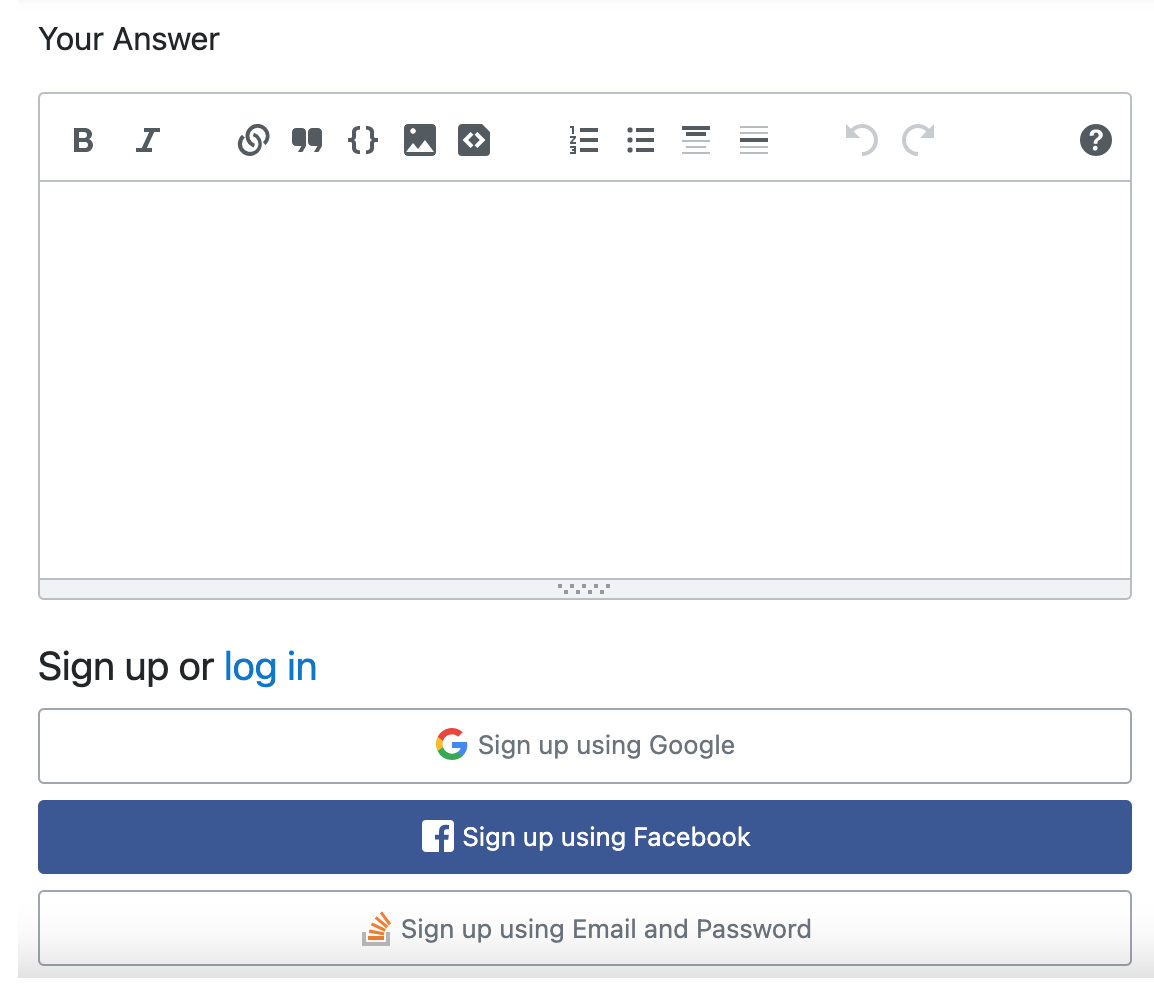 Your Answer
Sign up or log in
Sign up using Google
Sign up using Facebook
Sign up using Email and Password